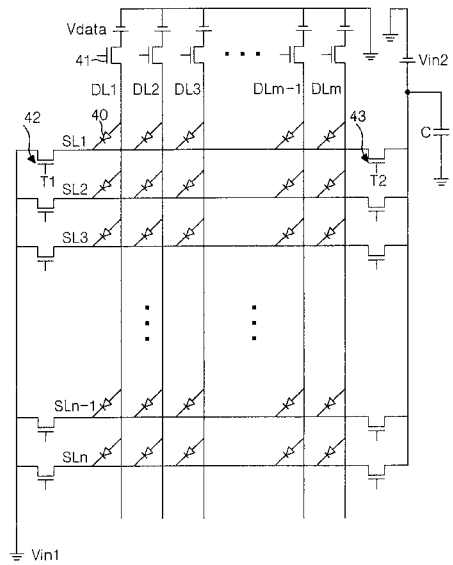 Vdata
Vin2
41
DL1 DL2 DL3 DLm-1 DLm
42 40 43 C
SL1
T1 T2
SL2
SL3
SLn-1
SLn
Vin1